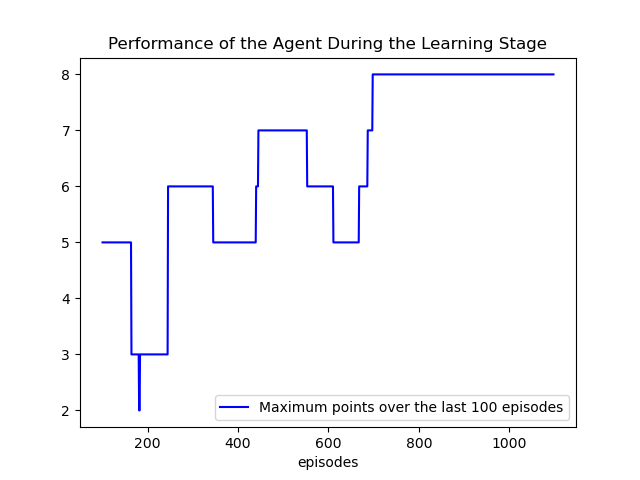 Performance of the Agent During the Learning Stage
8
7
6
5
4
3
2
Maximum points over the last 100 episodes
200 400 600 800 1000
episodes